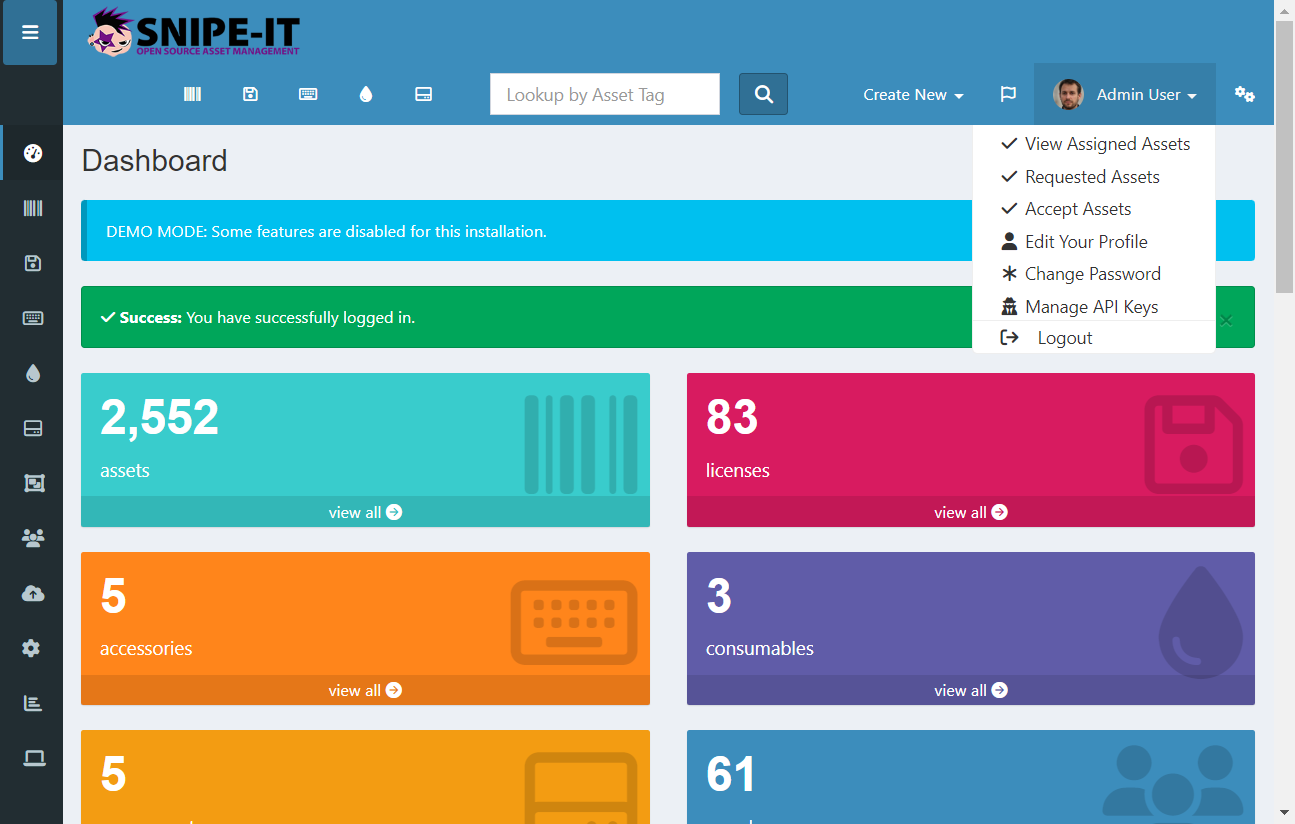 SNIPE-IT
OPEN SOURCE ASSET MANAGEMENT
Lookup by Asset Tag
Create New
Admin User
Dashboard
View Assigned Assets
Requested Assets
Accept Assets
Edit Your Profile
Change Password
Manage API Keys
Logout
DEMO MODE: Some features are disabled for this installation.
Success: You have successfully logged in.
2,552
assets
view all
83
licenses
view all
5
accessories
view all
3
consumables
view all
5
61